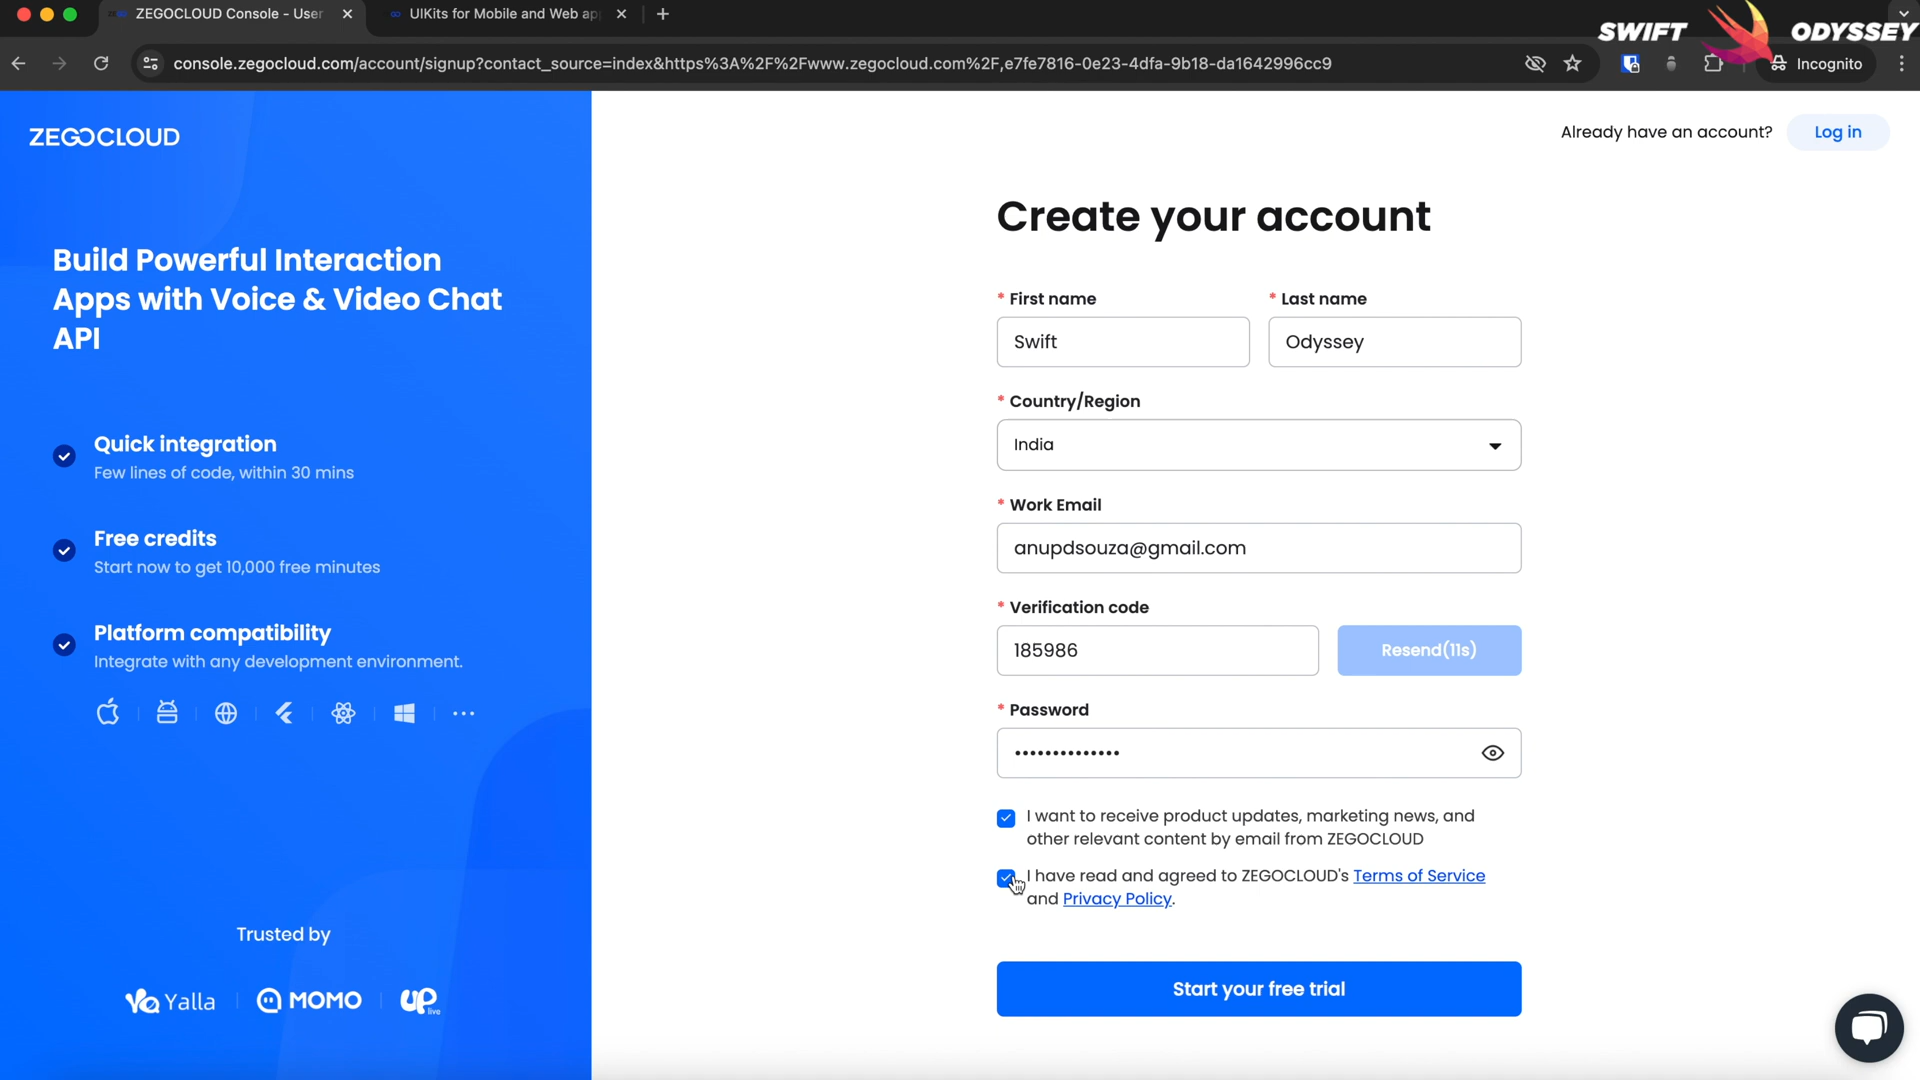 ZEGOCLOUD Console - User
UIKits for Mobile and Web ap
SWIFT ODYSSEY
console.zegocloud.com/account/signup?contact_source=index&https%3A%2F%2Fwww.zegocloud.com%2F,e7fe7816-0e23-4dfa-9b18-da1642996cc9
Incognito
ZEGOCLOUD
Already have an account? Log in
Build Powerful Interaction
Apps with Voice & Video Chat
API
Quick integration
Few lines of code, within 30 mins
Free credits
Start now to get 10,000 free minutes
Platform compatibility
Integrate with any development environment.
Trusted by
Ya Yalla
MOMO
UP live
Create your account
* First name
* Last name
Swift
Odyssey
* Country/Region
India
* Work Email
anupdsouza@gmail.com
* Verification code
185986
Resend(11s)
* Password
I want to receive product updates, marketing news, and
other relevant content by email from ZEGOCLOUD
I have read and agreed to ZEGOCLOUD's Terms of Service
and Privacy Policy.
Start your free trial